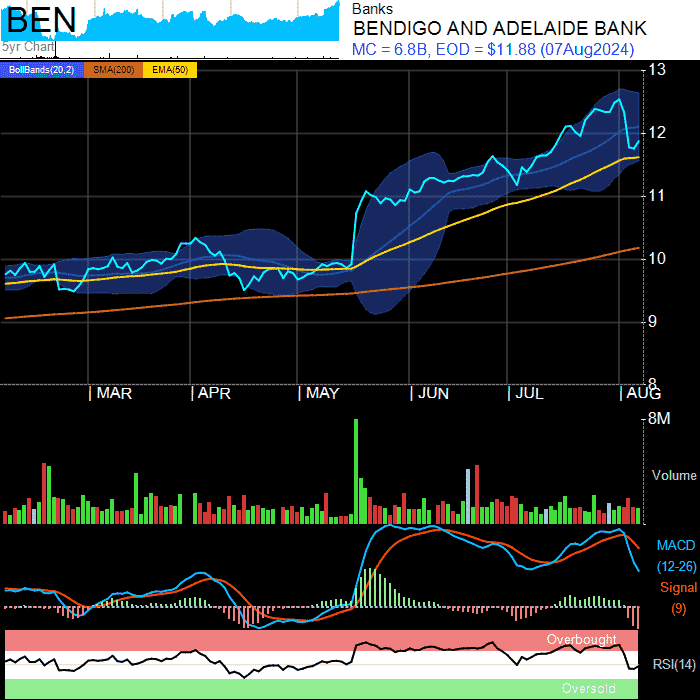 BEN
5yr Chart
Banks
BENDIGO AND ADELAIDE BANK
MC = 6.8B, EOD = $11.88 (07Aug2024)
BollBands(20,2) SMA(200) EMA(50)
13
12
11
10
9
8
MAR APR MAY JUN JUL AUG
8M
Volume
MACD
(12-26)
Signal
(9)
Overbought
RSI(14)
Oversold